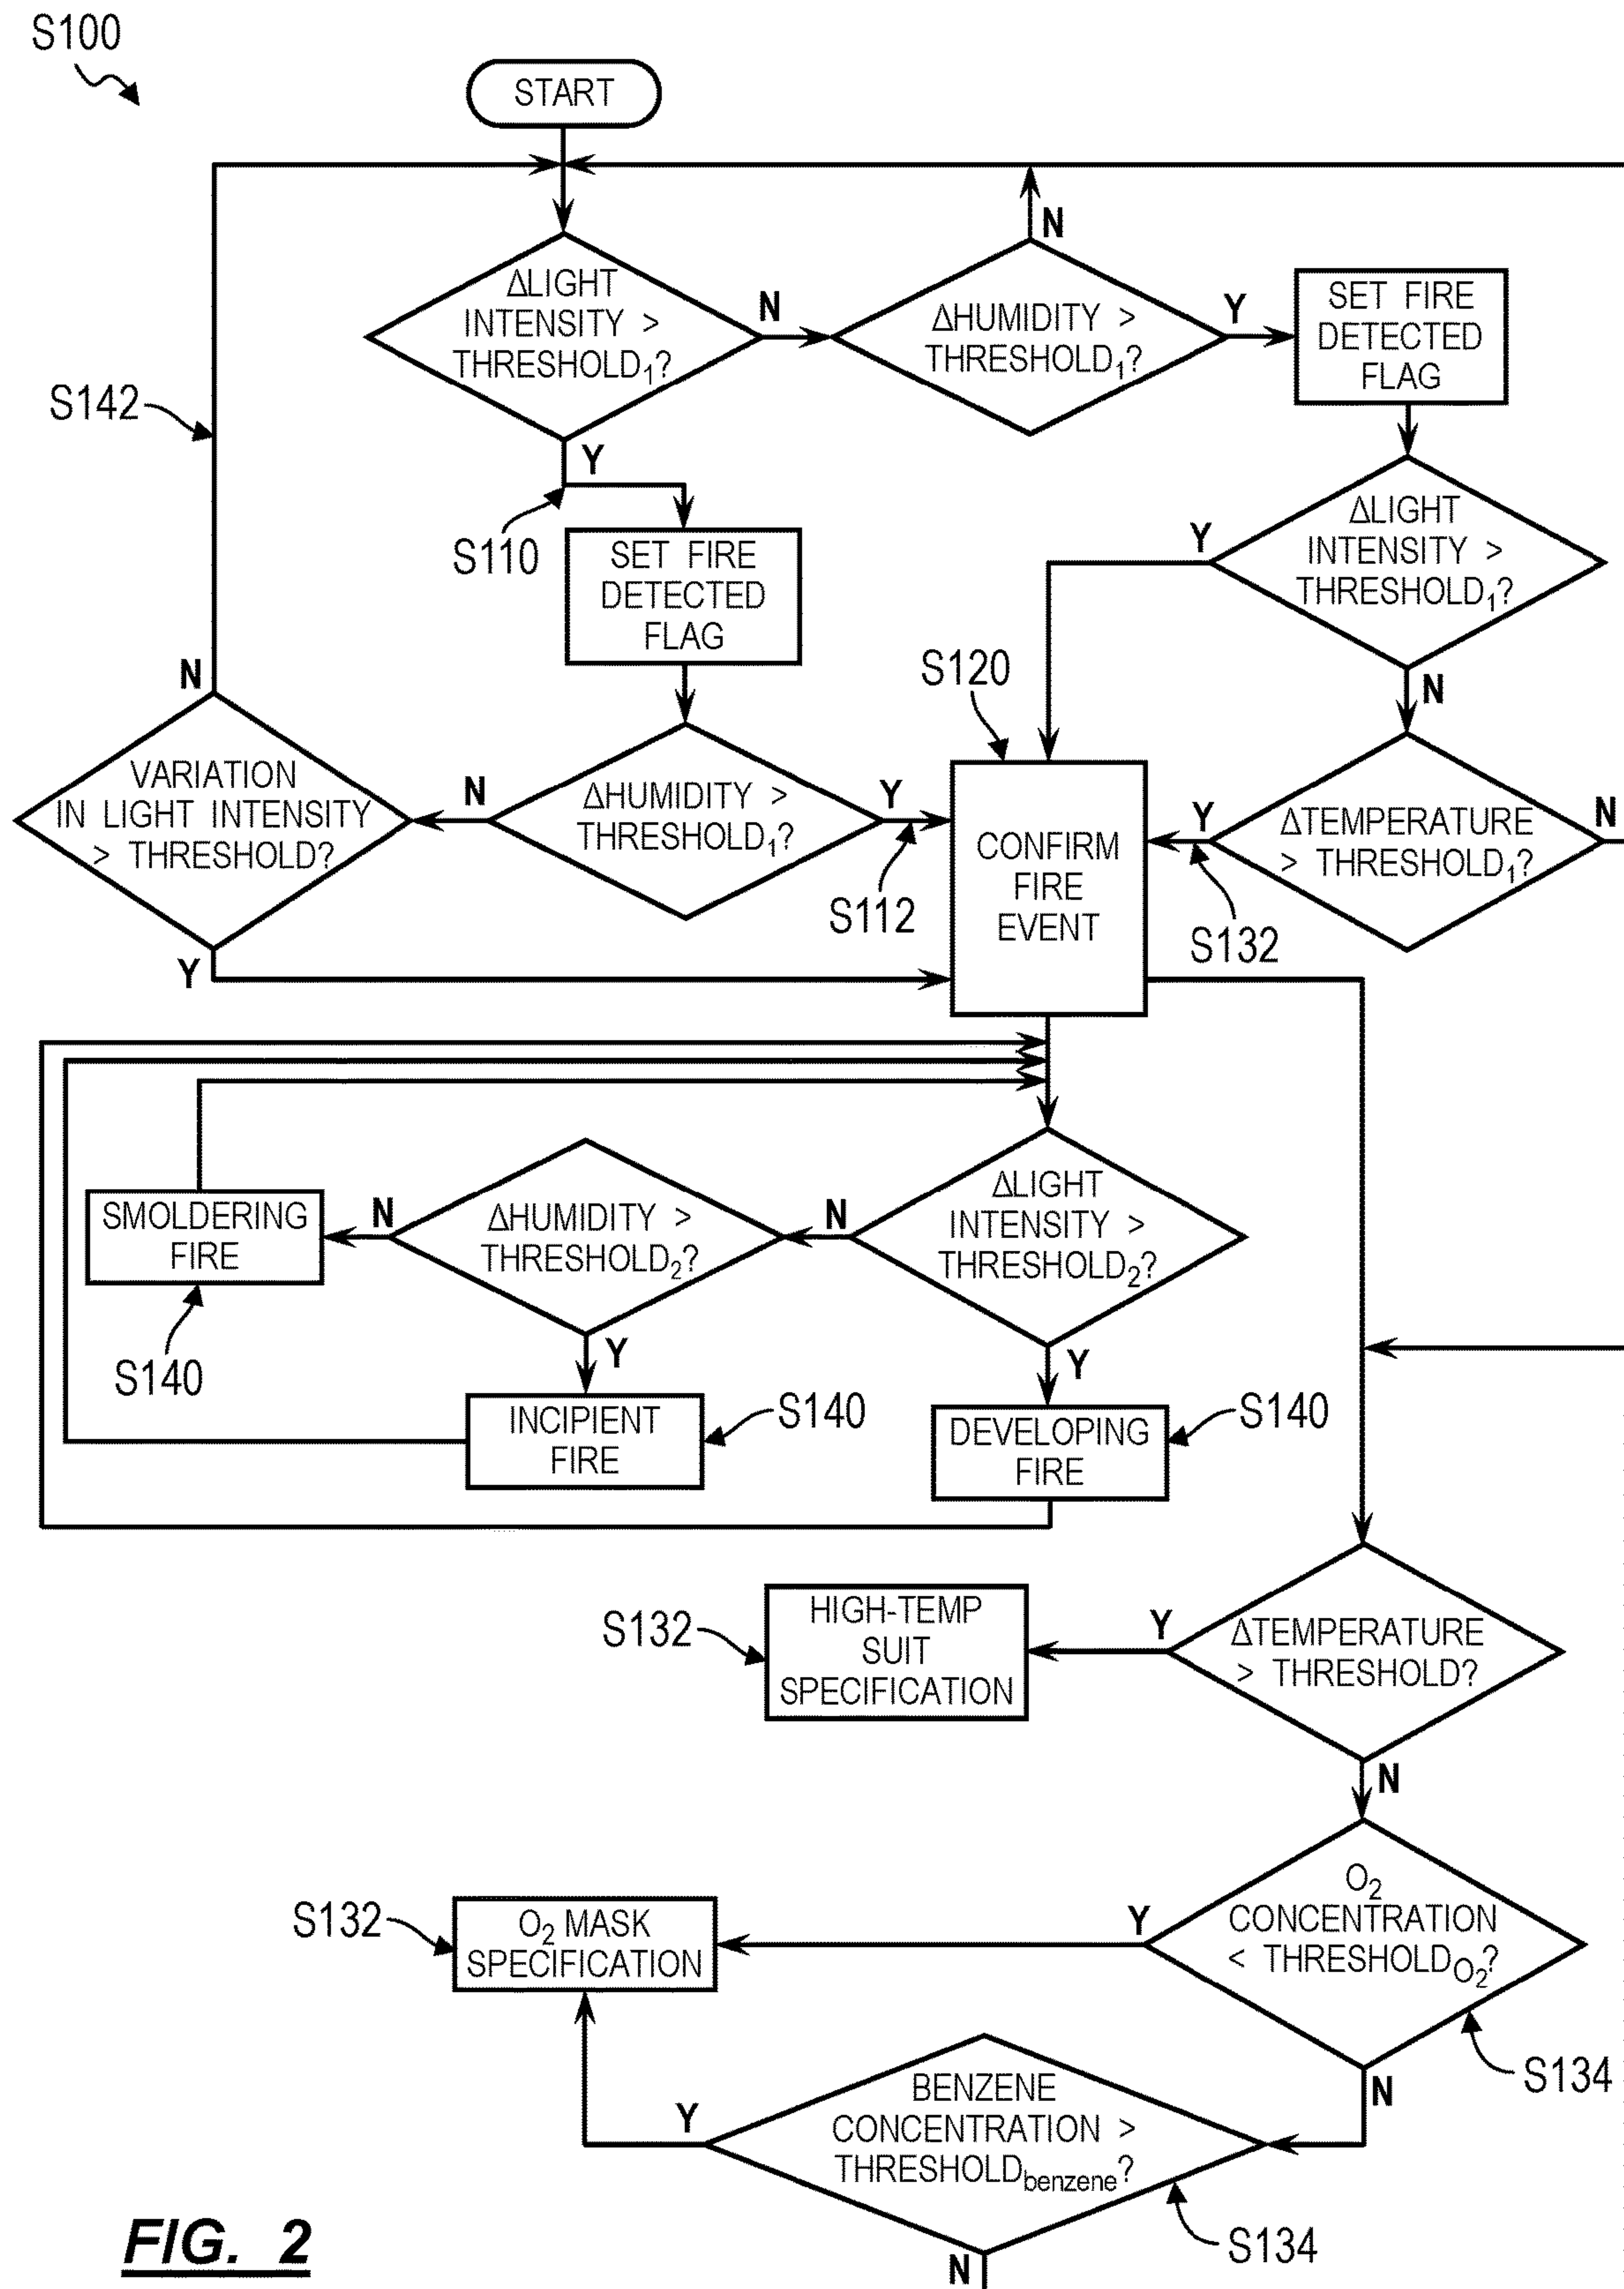 S100
START
ΔLIGHT
INTENSITY >
THRESHOLD₁?
N
ΔHUMIDITY >
THRESHOLD₁?
N
Y
SET FIRE
DETECTED
FLAG
S142
Y
S110
SET FIRE
DETECTED
FLAG
ΔLIGHT
INTENSITY >
THRESHOLD₁?
Y
N
S120
N
VARIATION
IN LIGHT INTENSITY
> THRESHOLD?
N
ΔHUMIDITY >
THRESHOLD₁?
Y
S112
CONFIRM
FIRE
EVENT
Y
ΔTEMPERATURE
> THRESHOLD₁?
N
S132
Y
SMOLDERING
FIRE
N
ΔHUMIDITY >
THRESHOLD₂?
N
ΔLIGHT
INTENSITY >
THRESHOLD₂?
S140
Y
Y
INCIPIENT
FIRE
S140
DEVELOPING
FIRE
S140
S132
HIGH-TEMP
SUIT
SPECIFICATION
Y
ΔTEMPERATURE
> THRESHOLD?
N
S132
O₂ MASK
SPECIFICATION
Y
O₂
CONCENTRATION
< THRESHOLD_O₂?
S134
N
Y
BENZENE
CONCENTRATION >
THRESHOLD_benzene?
S134
N
FIG. 2